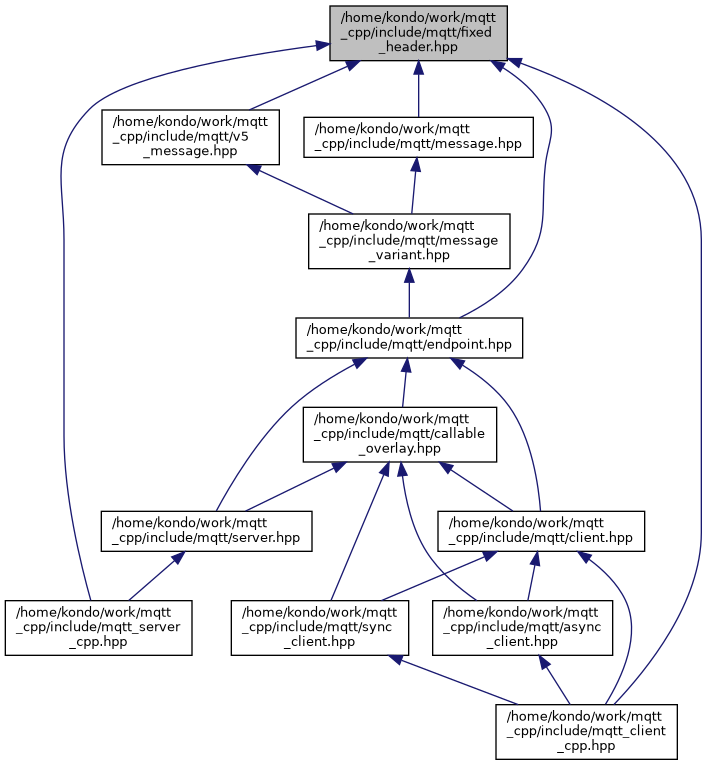 /home/kondo/work/mqtt
_cpp/include/mqtt/fixed
_header.hpp
/home/kondo/work/mqtt
_cpp/include/mqtt/v5
_message.hpp
/home/kondo/work/mqtt
_cpp/include/mqtt/message.hpp
/home/kondo/work/mqtt
_cpp/include/mqtt/message
_variant.hpp
/home/kondo/work/mqtt
_cpp/include/mqtt/endpoint.hpp
/home/kondo/work/mqtt
_cpp/include/mqtt/callable
_overlay.hpp
/home/kondo/work/mqtt
_cpp/include/mqtt/server.hpp
/home/kondo/work/mqtt
_cpp/include/mqtt/client.hpp
/home/kondo/work/mqtt
_cpp/include/mqtt_server
_cpp.hpp
/home/kondo/work/mqtt
_cpp/include/mqtt/sync
_client.hpp
/home/kondo/work/mqtt
_cpp/include/mqtt/async
_client.hpp
/home/kondo/work/mqtt
_cpp/include/mqtt_client
_cpp.hpp